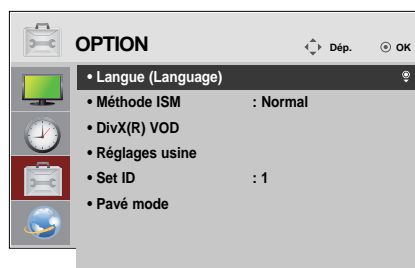 OPTION Dép. OK
• Langue (Language)
• Méthode ISM : Normal
• DivX(R) VOD
• Réglages usine
• Set ID : 1
• Pavé mode